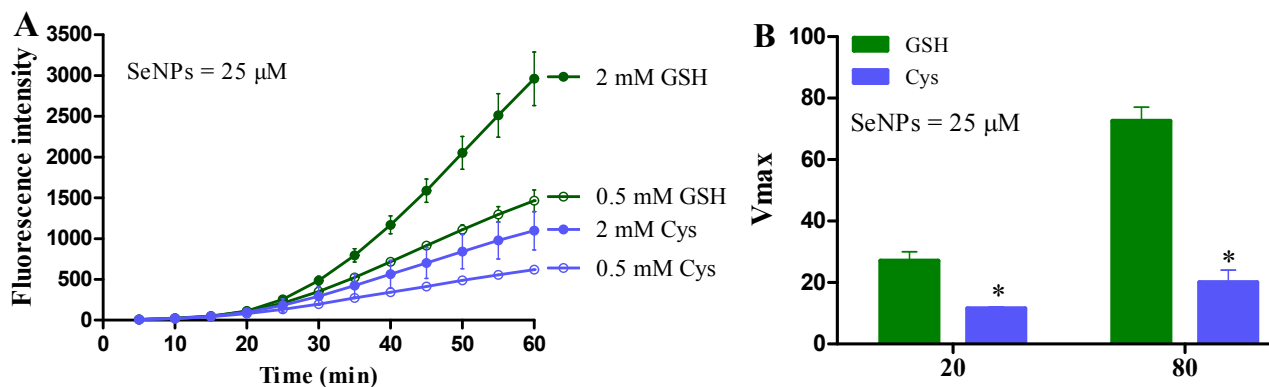 A
Fluorescence intensity
3500
3000
2500
2000
1500
1000
500
0
SeNPs = 25 μM
2 mM GSH
0.5 mM GSH
2 mM Cys
0.5 mM Cys
0 10 20 30 40 50 60
Time (min)
B
Vmax
100
80
60
40
20
0
GSH
Cys
SeNPs = 25 μM
*
*
20 80